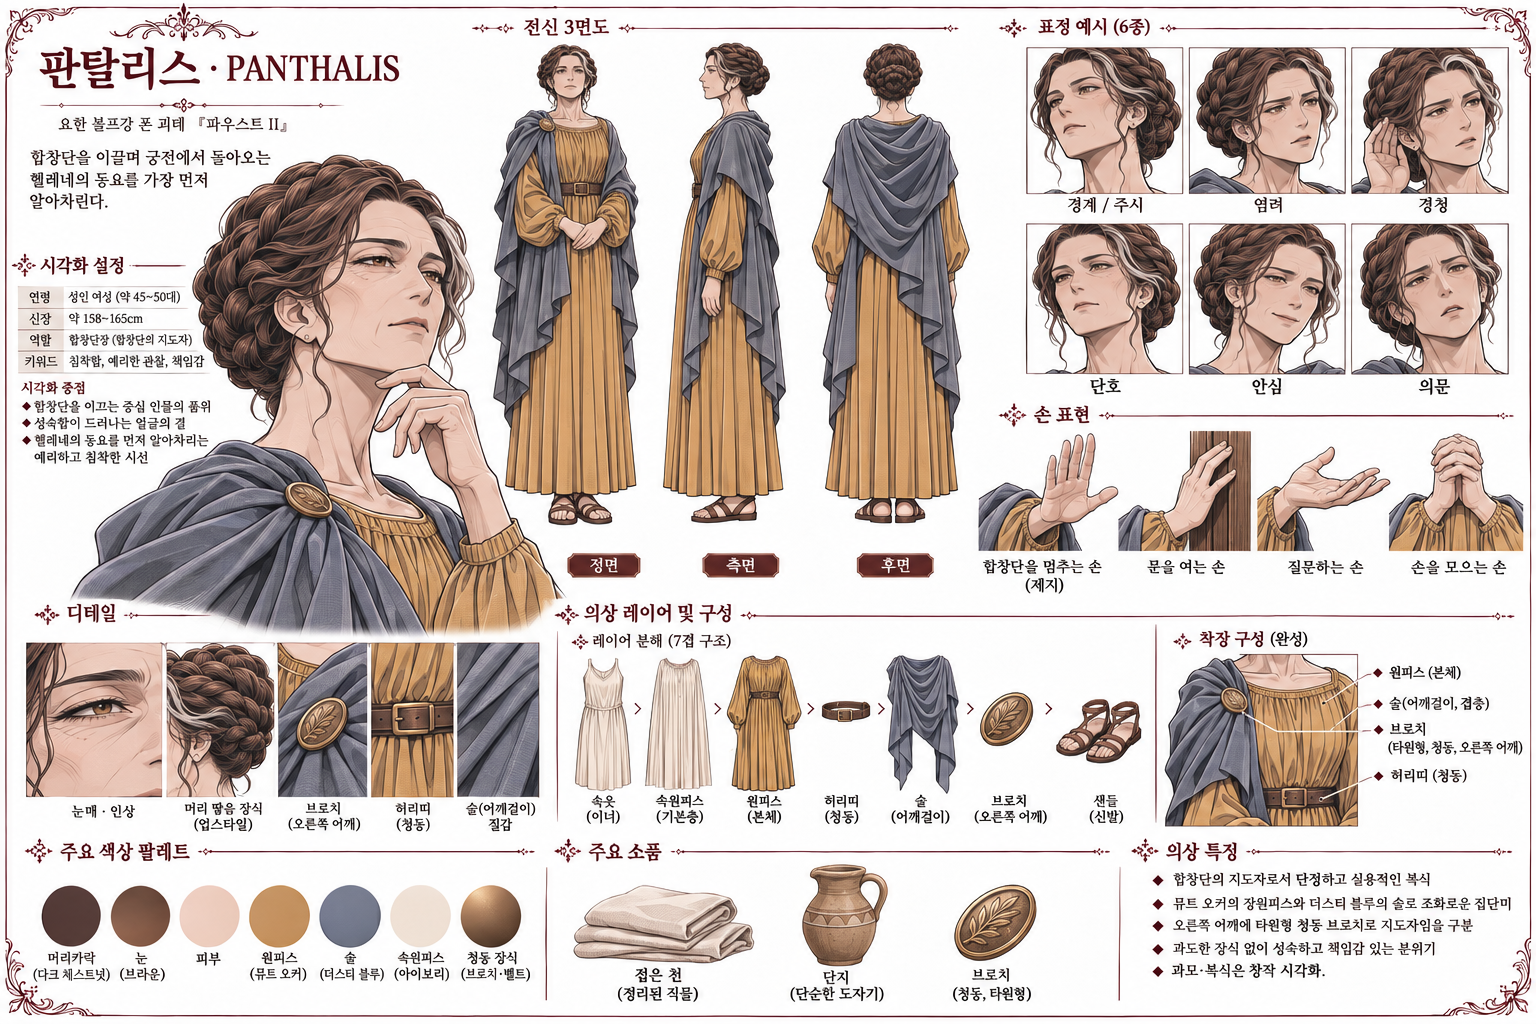 판탈리스 · PANTHALIS
요한 볼프강 폰 괴테 『파우스트 II』
합창단을 이끌며 궁전에서 돌아오는
헬레네의 동요를 가장 먼저
알아차린다.
시각화 설정
연령 성인 여성 (약 45~50대)
신장 약 158~165cm
역할 합창단장 (합창단의 지도자)
키워드 침착함, 예리한 관찰, 책임감
시각화 중점
◆ 합창단을 이끄는 중심 인물의 품위
◆ 성숙함이 드러나는 얼굴의 결
◆ 헬레네의 동요를 먼저 알아차리는
예리하고 침착한 시선
전신 3면도
정면
측면
후면
표정 예시 (6종)
경계 / 주시
염려
경청
단호
안심
의문
손 표현
합창단을 멈추는 손
(제지)
문을 여는 손
질문하는 손
손을 모으는 손
디테일
눈매 · 인상
머리 땋음 장식
(업스타일)
브로치
(오른쪽 어깨)
허리띠
(청동)
술(어깨걸이)
질감
의상 레이어 및 구성
레이어 분해 (7겹 구조)
속옷
(이너)
속원피스
(기본층)
원피스
(본체)
허리띠
(청동)
술
(어깨걸이)
브로치
(오른쪽 어깨)
샌들
(신발)
착장 구성 (완성)
◆ 원피스 (본체)
◆ 술(어깨걸이, 겹층)
◆ 브로치
(타원형, 청동, 오른쪽 어깨)
◆ 허리띠 (청동)
주요 색상 팔레트
머리카락
(다크 체스트넛)
눈
(브라운)
피부
원피스
(뮤트 오커)
술
(더스티 블루)
속원피스
(아이보리)
청동 장식
(브로치·벨트)
주요 소품
접은 천
(정리된 직물)
단지
(단순한 도자기)
브로치
(청동, 타원형)
의상 특징
◆ 합창단의 지도자로서 단정하고 실용적인 복식
◆ 뮤트 오커의 장원피스와 더스티 블루의 술로 조화로운 집단미
◆ 오른쪽 어깨에 타원형 청동 브로치로 지도자임을 구분
◆ 과도한 장식 없이 성숙하고 책임감 있는 분위기
◆ 과모·복식은 창작 시각화.